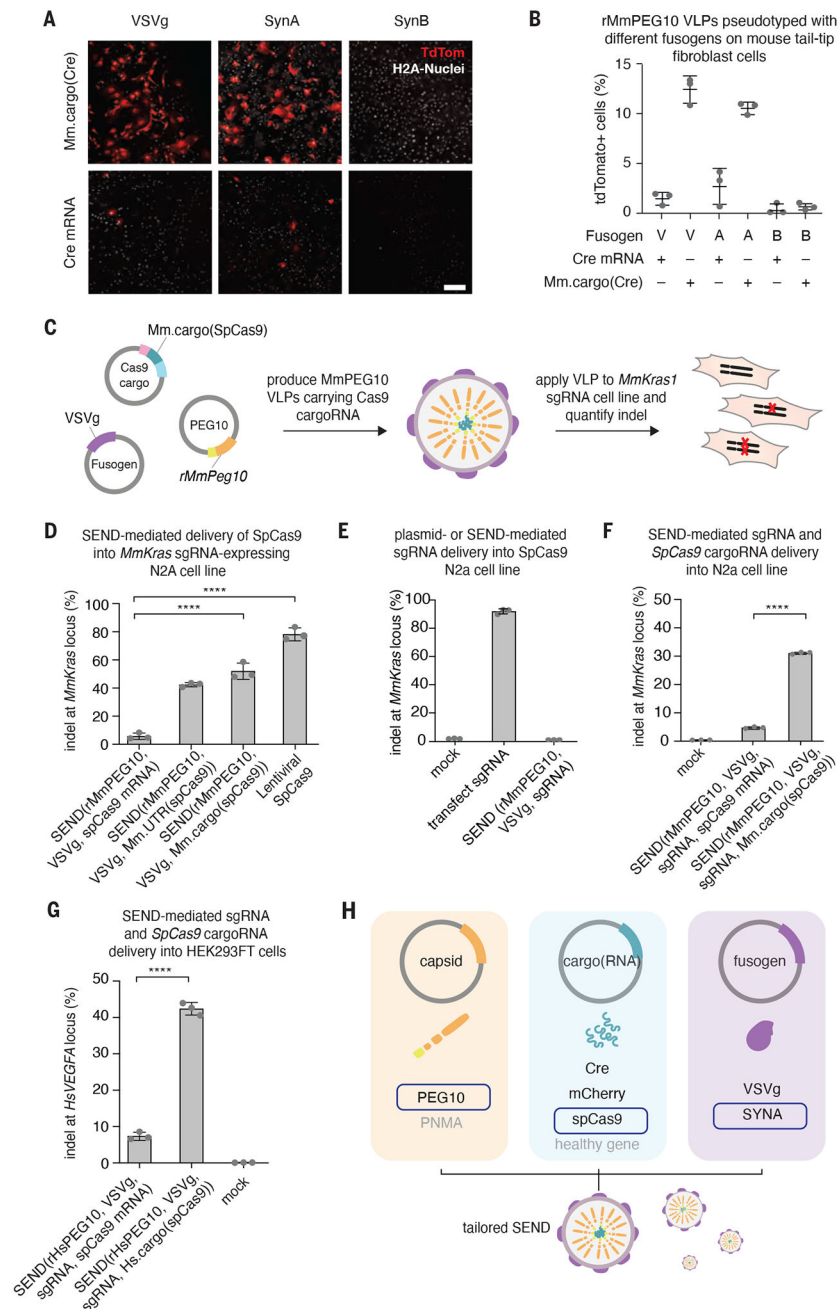 A
VSVg
SynA
SynB
Mm.cargo(Cre)
TdTom
H2A-Nuclei
Cre mRNA
B
rMmPEG10 VLPs pseudotyped with
different fusogens on mouse tail-tip
fibroblast cells
tdTomato+ cells (%)
15
10
5
0
Fusogen V V A A B B
Cre mRNA + – + – + –
Mm.cargo(Cre) – + – + – +
C
Mm.cargo(SpCas9)
Cas9
cargo
VSVg
Fusogen
PEG10
rMmPeg10
produce MmPEG10
VLPs carrying Cas9
cargoRNA
apply VLP to MmKras1
sgRNA cell line and
quantify indel
D
SEND-mediated delivery of SpCas9
into MmKras sgRNA-expressing
N2A cell line
indel at MmKras locus (%)
100
80
60
40
20
0
****
****
SEND(rMmPEG10,
VSVg, spCas9 mRNA)
SEND(rMmPEG10,
VSVg, Mm.UTR(spCas9))
SEND(rMmPEG10,
VSVg, Mm.cargo(spCas9))
Lentiviral
SpCas9
E
plasmid- or SEND-mediated
sgRNA delivery into SpCas9
N2a cell line
indel at MmKras locus (%)
100
80
60
40
20
0
mock
transfect sgRNA
SEND (rMmPEG10,
VSVg, sgRNA)
F
SEND-mediated sgRNA and
SpCas9 cargoRNA delivery
into N2a cell line
indel at MmKras locus (%)
50
40
30
20
10
0
****
mock
SEND(rMmPEG10, VSVg,
sgRNA, spCas9 mRNA)
SEND(rMmPEG10, VSVg,
sgRNA, Mm.cargo(spCas9))
G
SEND-mediated sgRNA
and SpCas9 cargoRNA
delivery into HEK293FT cells
indel at HsVEGFA locus (%)
50
40
30
20
10
0
****
SEND(rHsPEG10, VSVg,
sgRNA, spCas9 mRNA)
SEND(rHsPEG10, VSVg,
sgRNA, Hs.cargo(spCas9))
mock
H
capsid
PEG10
PNMA
cargo(RNA)
Cre
mCherry
spCas9
healthy gene
fusogen
VSVg
SYNA
tailored SEND